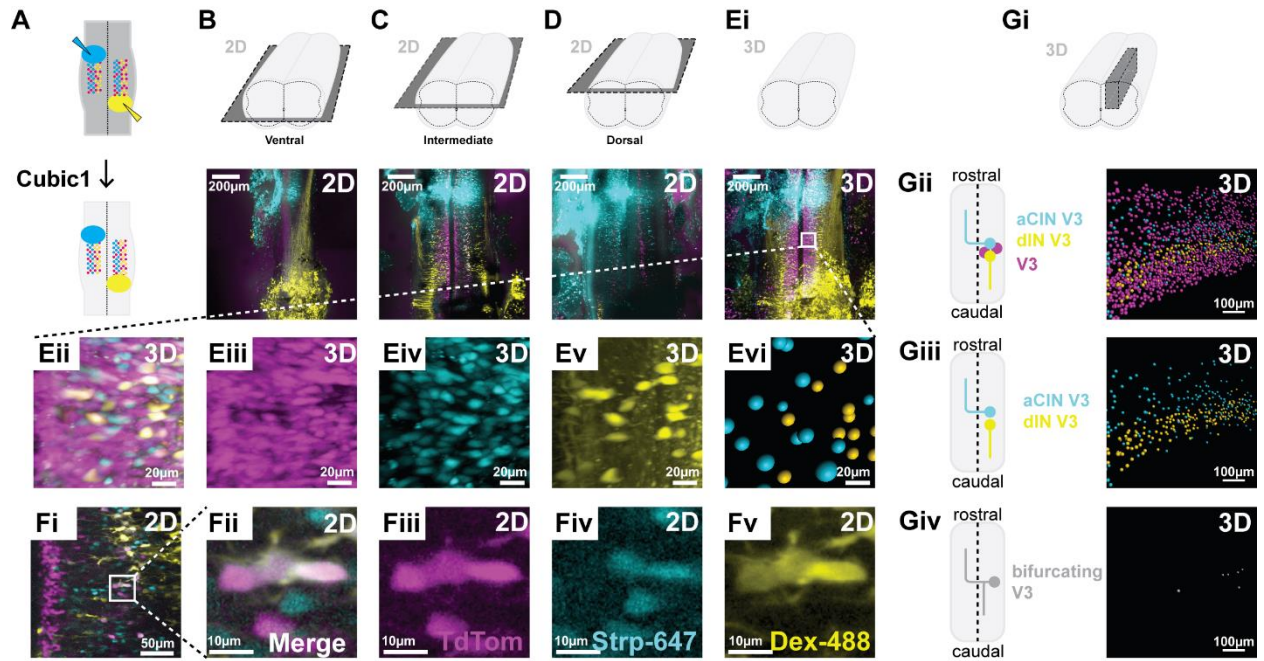 A
B
C
D
Ei
Gi
2D
2D
2D
3D
3D
Ventral
Intermediate
Dorsal
Cubic1
200μm
2D
200μm
2D
200μm
2D
200μm
3D
Gii
rostral
aCIN V3
dIN V3
V3
caudal
3D
100μm
Eii
3D
20μm
Eiii
3D
20μm
Eiv
3D
20μm
Ev
3D
20μm
Evi
3D
20μm
Giii
rostral
aCIN V3
dIN V3
caudal
3D
100μm
Fi
2D
50μm
Fii
2D
10μm
Merge
Fiii
2D
10μm
TdTom
Fiv
2D
10μm
Strp-647
Fv
2D
10μm
Dex-488
Giv
rostral
bifurcating
V3
caudal
3D
100μm